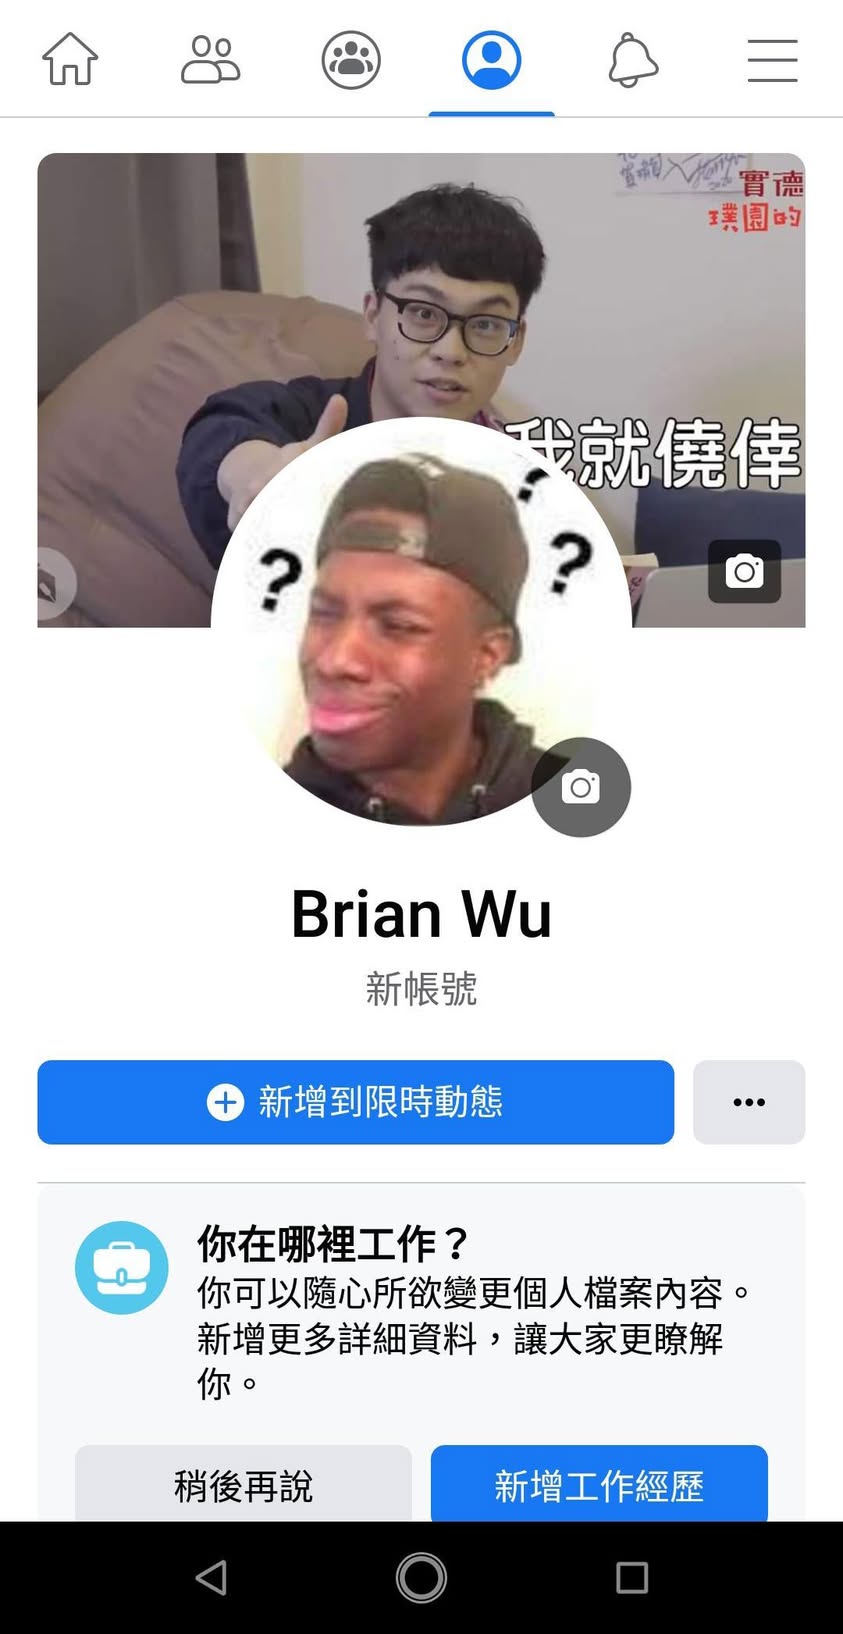 實德
璞園的
我就僥倖
?
?
?
Brian Wu
新帳號
新增到限時動態
你在哪裡工作？
你可以隨心所欲變更個人檔案內容。
新增更多詳細資料，讓大家更瞭解
你。
稍後再說
新增工作經歷